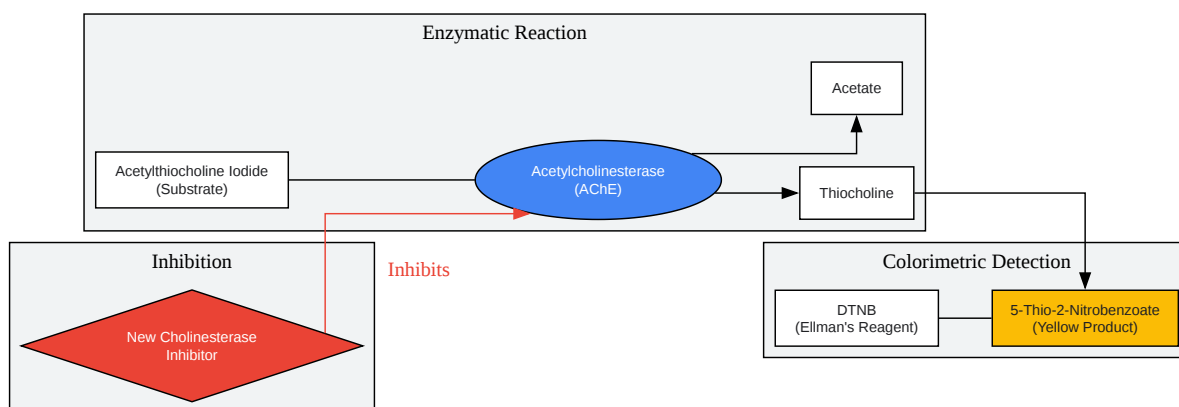 Enzymatic Reaction
Acetate
Acetylthiocholine Iodide
(Substrate)
Acetylcholinesterase
(AChE)
Thiocholine
Inhibition
Inhibits
New Cholinesterase
Inhibitor
Colorimetric Detection
DTNB
(Ellman's Reagent)
5-Thio-2-Nitrobenzoate
(Yellow Product)